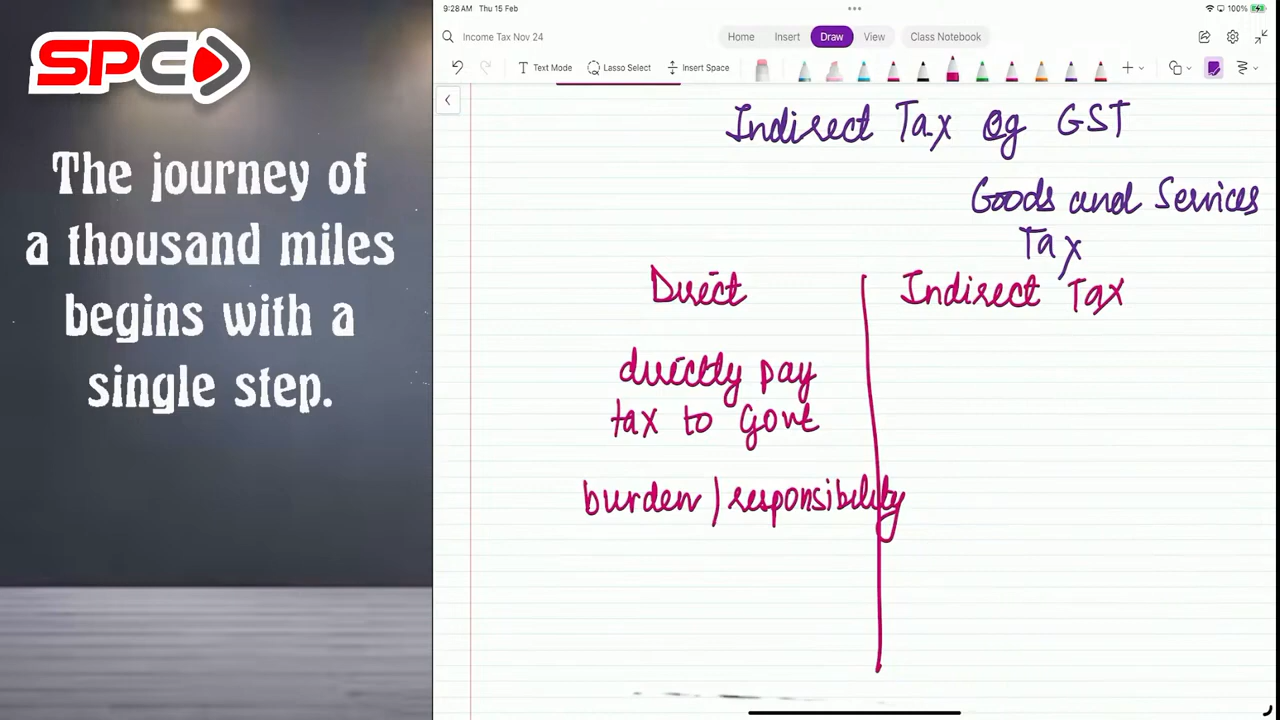 SPE
The journey of
a thousand miles
begins with a
single step.
9:28 AM Thu 15 Feb
100%
Income Tax Nov 24
Home Insert Draw View Class Notebook
Text Mode Lasso Select Insert Space
Indirect Tax eg GST
Goods and Services
Tax
Direct
Indirect Tax
directly pay
tax to Govt
burden / responsibility